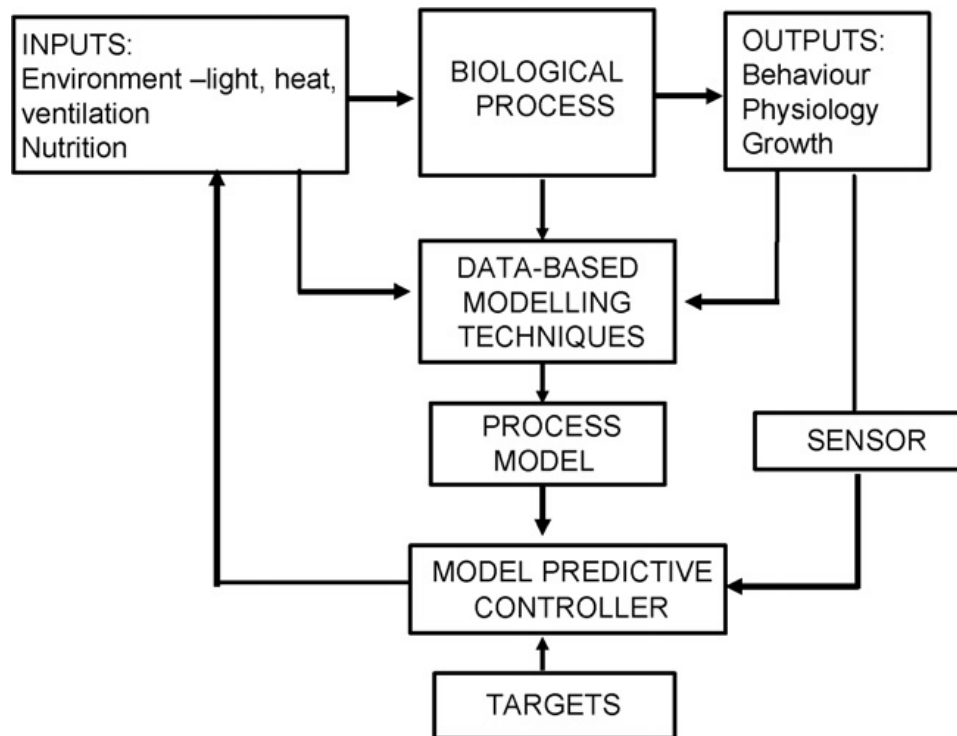 INPUTS:
Environment –light, heat,
ventilation
Nutrition
BIOLOGICAL
PROCESS
OUTPUTS:
Behaviour
Physiology
Growth
DATA-BASED
MODELLING
TECHNIQUES
PROCESS
MODEL
SENSOR
MODEL PREDICTIVE
CONTROLLER
TARGETS